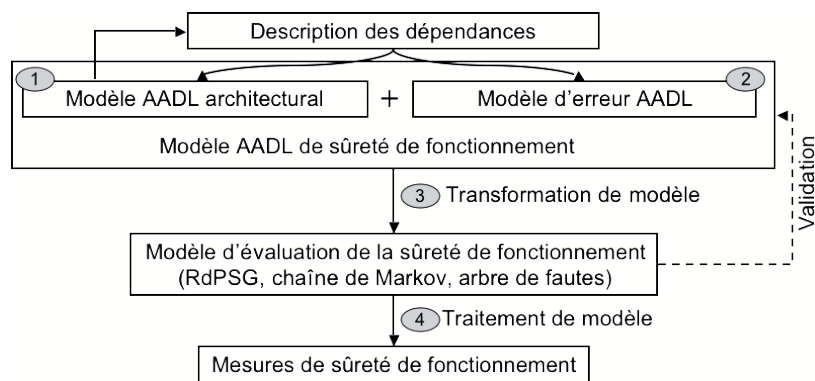 Description des dépendances
1
2
Modèle AADL architectural + Modèle d'erreur AADL
Modèle AADL de sûreté de fonctionnement
Validation
3 Transformation de modèle
Modèle d'évaluation de la sûreté de fonctionnement
(RdPSG, chaîne de Markov, arbre de fautes)
4 Traitement de modèle
Mesures de sûreté de fonctionnement